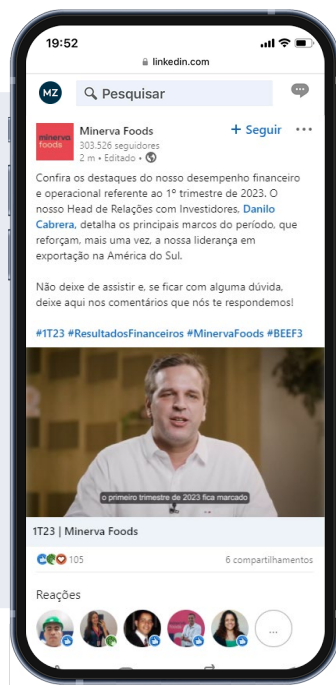 19:52
linkedin.com
MZ
Pesquisar
minerva
foods
Minerva Foods
+ Seguir
303.526 seguidores
2 m • Editado •
Confira os destaques do nosso desempenho financeiro
e operacional referente ao 1º trimestre de 2023. O
nosso Head de Relações com Investidores, Danilo
Cabrera, detalha os principais marcos do período, que
reforçam, mais uma vez, a nossa liderança em
exportação na América do Sul.
Não deixe de assistir e, se ficar com alguma dúvida,
deixe aqui nos comentários que nós te respondemos!
#1T23 #ResultadosFinanceiros #MinervaFoods #BEEF3
o primeiro trimestre de 2023 fica marcado
1T23 | Minerva Foods
105
6 compartilhamentos
Reações
...